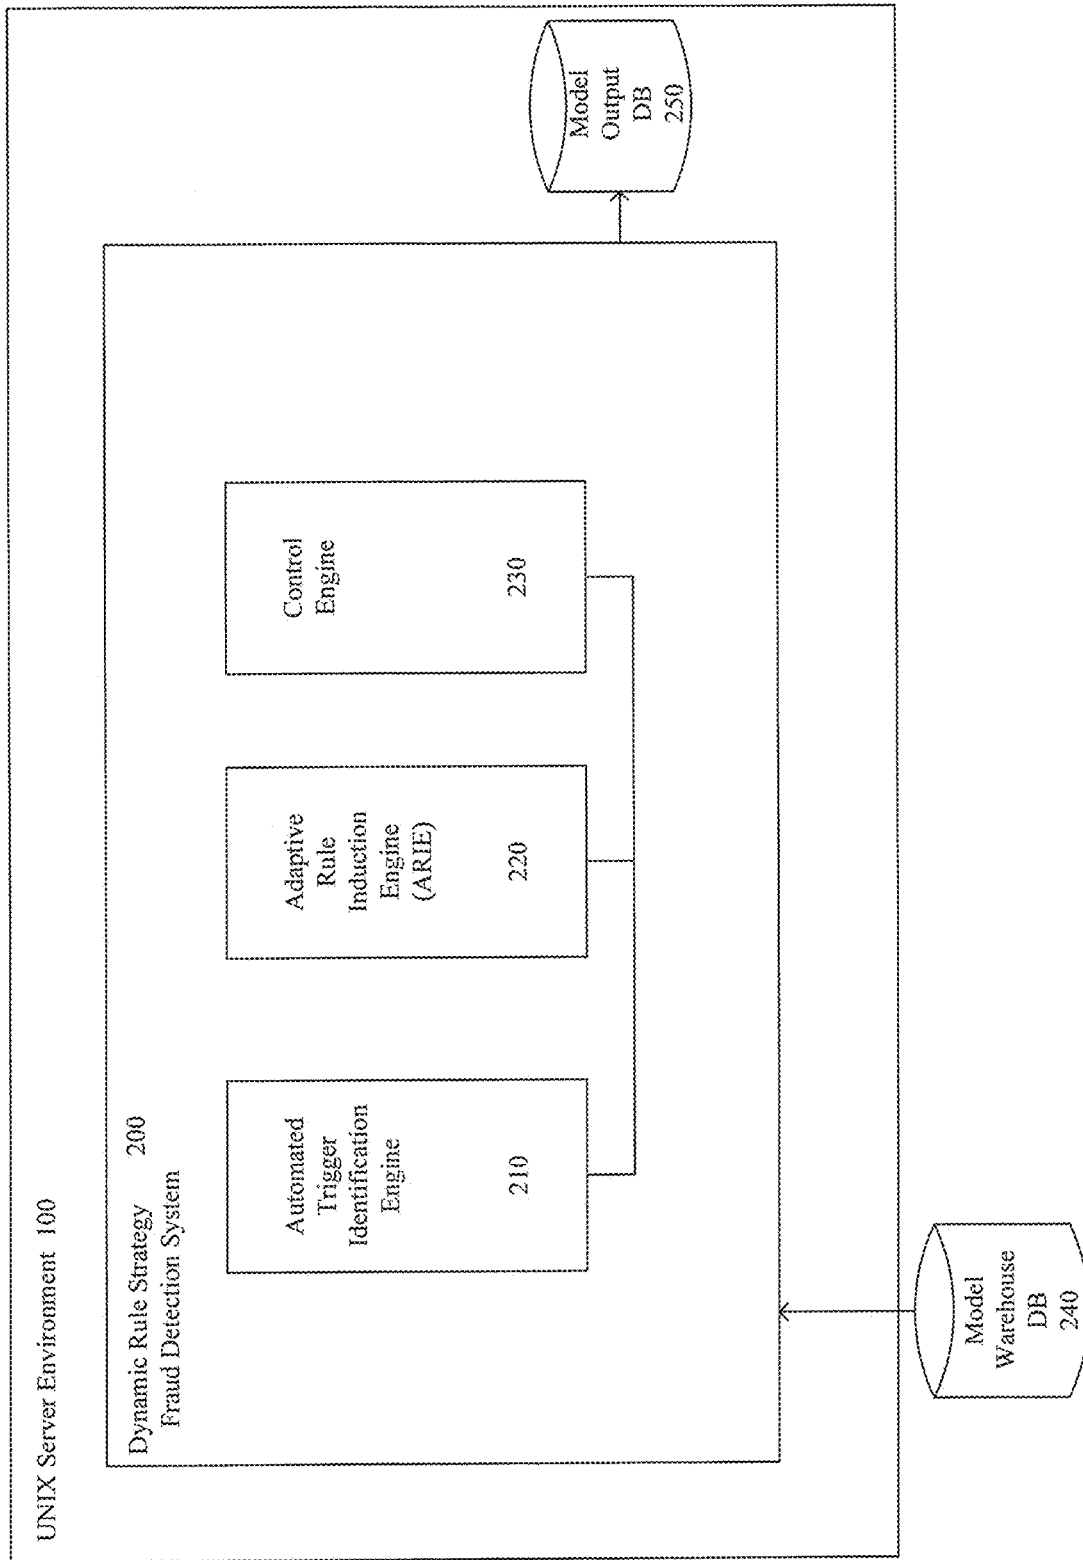 UNIX Server Environment 100
Dynamic Rule Strategy 200
Fraud Detection System
Automated
Trigger
Identification
Engine
210
Adaptive
Rule
Induction
Engine
(ARIE)
220
Control
Engine
230
Model
Warehouse
DB
240
Model
Output
DB
250